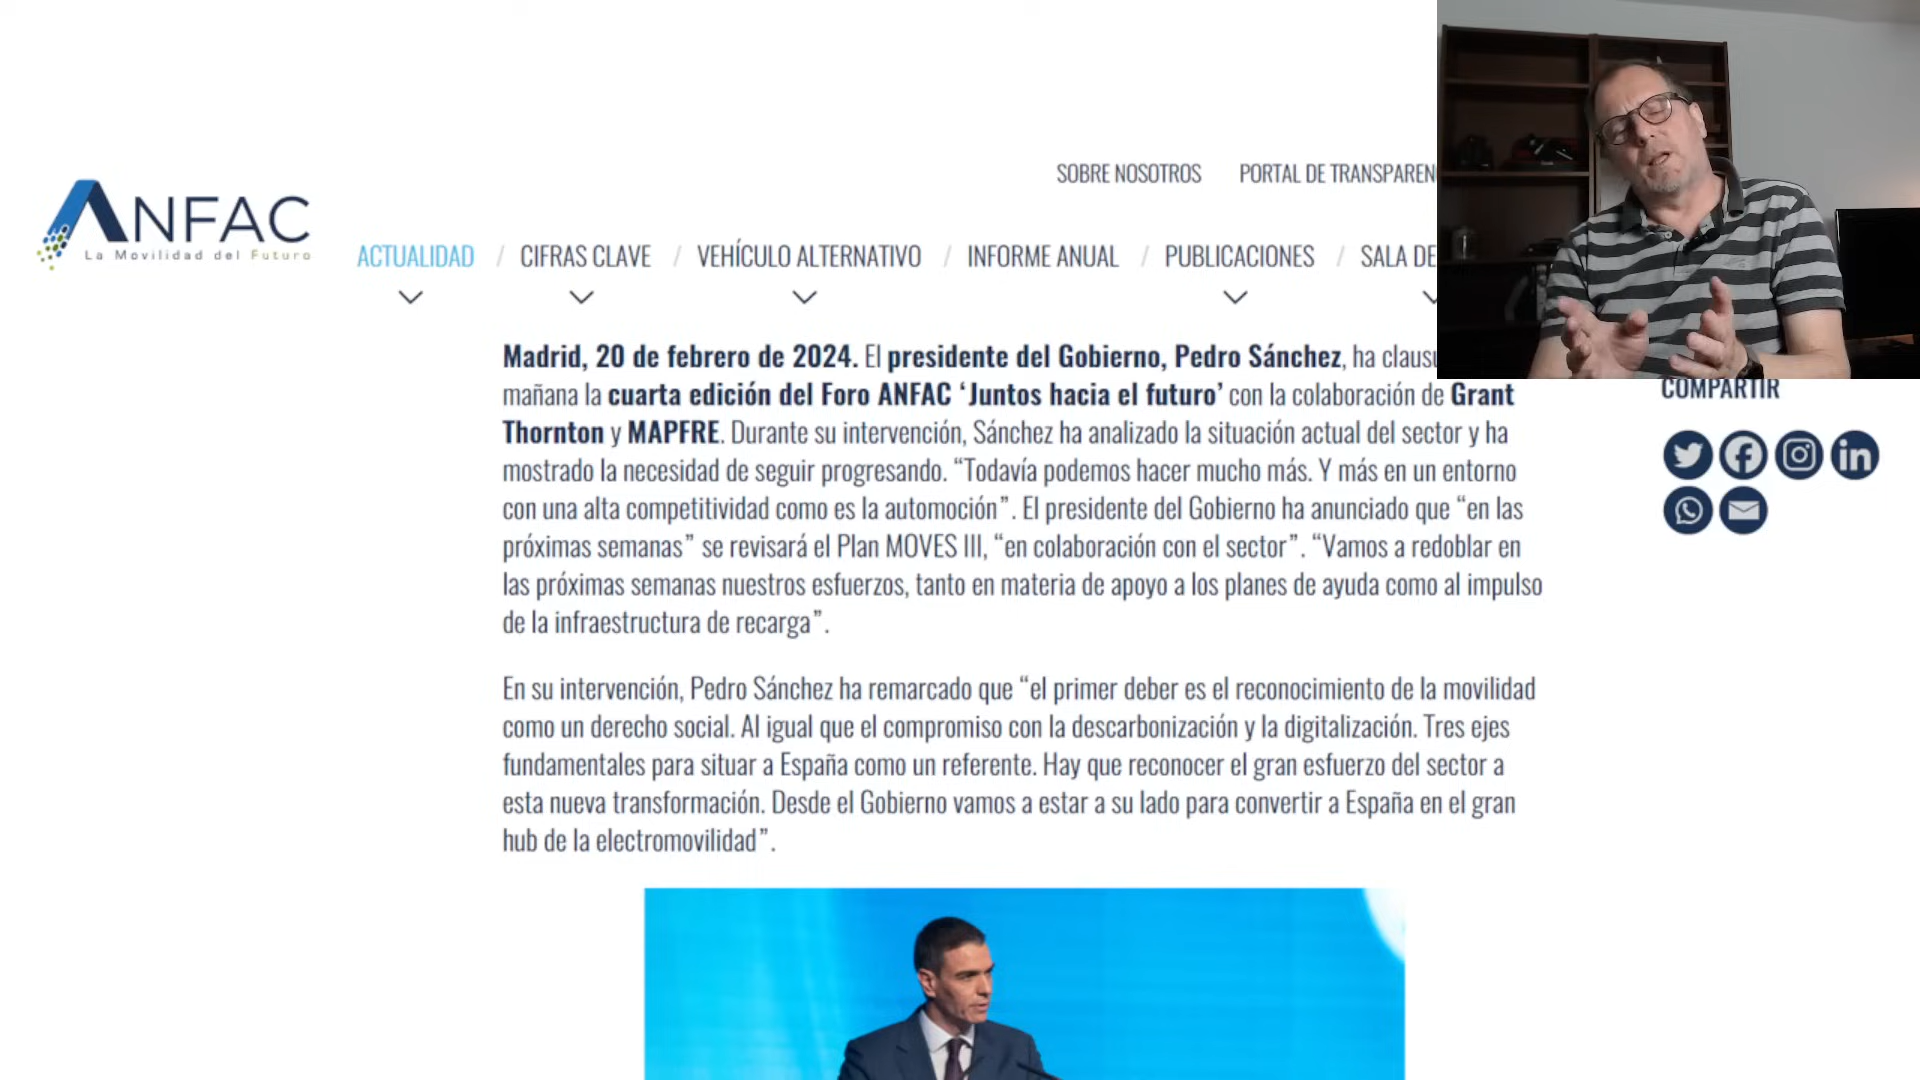 SOBRE NOSOTROS PORTAL DE TRANSPAREN
ANFAC
La Movilidad del Futuro
ACTUALIDAD / CIFRAS CLAVE / VEHÍCULO ALTERNATIVO / INFORME ANUAL / PUBLICACIONES / SALA DE
Madrid, 20 de febrero de 2024. El presidente del Gobierno, Pedro Sánchez, ha clausu
mañana la cuarta edición del Foro ANFAC ‘Juntos hacia el futuro’ con la colaboración de Grant
Thornton y MAPFRE. Durante su intervención, Sánchez ha analizado la situación actual del sector y ha
mostrado la necesidad de seguir progresando. “Todavía podemos hacer mucho más. Y más en un entorno
con una alta competitividad como es la automoción”. El presidente del Gobierno ha anunciado que “en las
próximas semanas” se revisará el Plan MOVES III, “en colaboración con el sector”. “Vamos a redoblar en
las próximas semanas nuestros esfuerzos, tanto en materia de apoyo a los planes de ayuda como al impulso
de la infraestructura de recarga”.
En su intervención, Pedro Sánchez ha remarcado que “el primer deber es el reconocimiento de la movilidad
como un derecho social. Al igual que el compromiso con la descarbonización y la digitalización. Tres ejes
fundamentales para situar a España como un referente. Hay que reconocer el gran esfuerzo del sector a
esta nueva transformación. Desde el Gobierno vamos a estar a su lado para convertir a España en el gran
hub de la electromovilidad”.
COMPARTIR